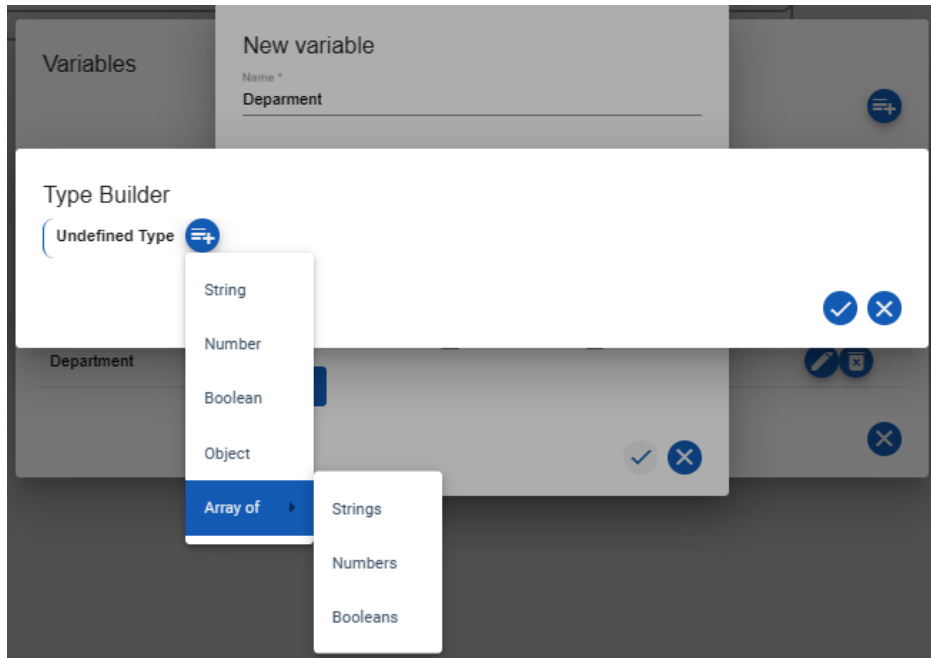 New variable
Variables
Name *
Deparment
Type Builder
Undefined Type
String
Number
Department
Boolean
Object
Array of
Strings
Numbers
Booleans